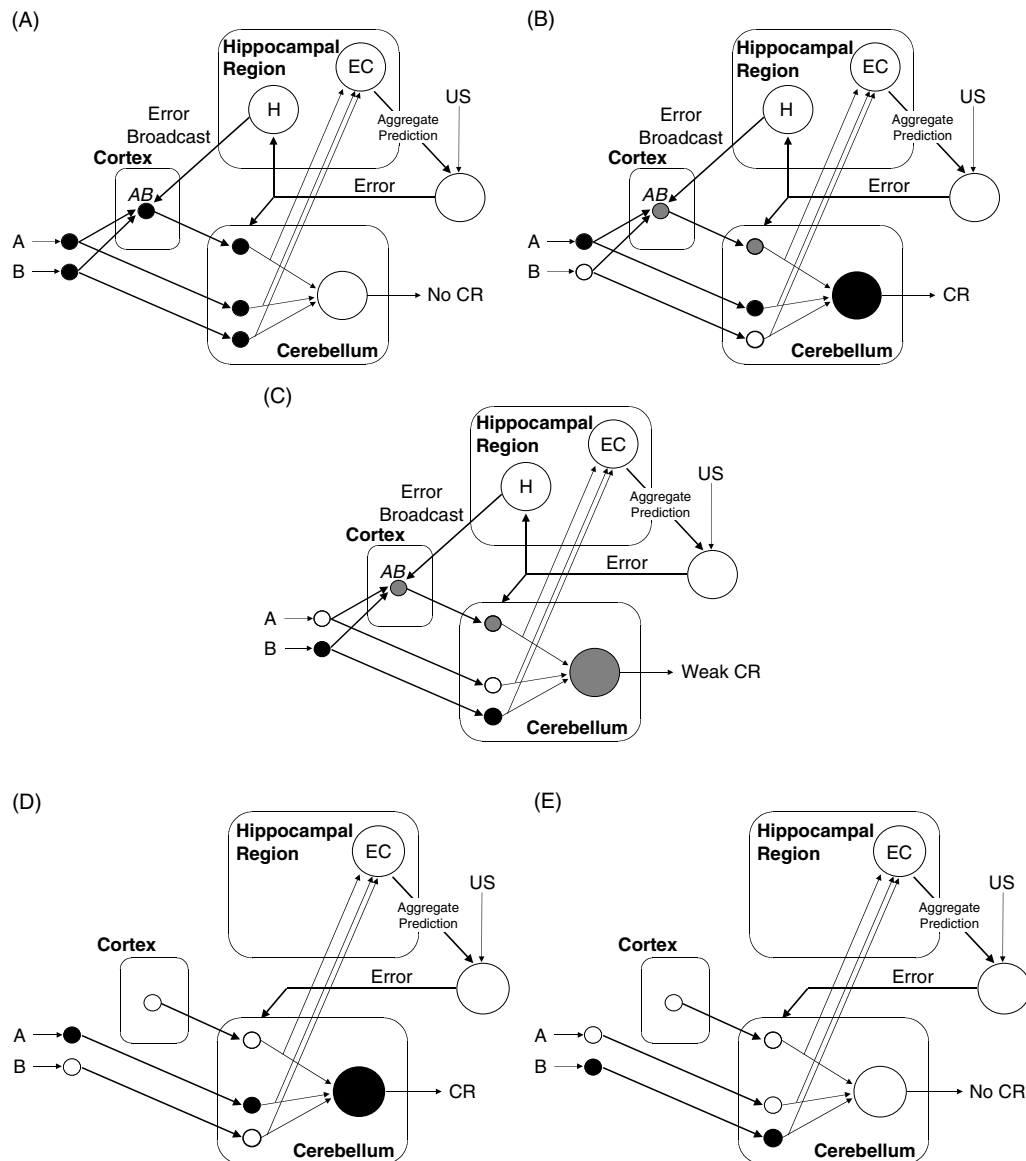 (A)
Hippocampal
Region
EC
H
US
Aggregate
Prediction
Error
Broadcast
Cortex
AB
Error
A
B
No CR
Cerebellum
(B)
Hippocampal
Region
EC
H
US
Aggregate
Prediction
Error
Broadcast
Cortex
AB
Error
A
B
CR
Cerebellum
(C)
Hippocampal
Region
EC
H
US
Aggregate
Prediction
Error
Broadcast
Cortex
AB
Error
A
B
Weak CR
Cerebellum
(D)
Hippocampal
Region
EC
US
Aggregate
Prediction
Cortex
Error
A
B
CR
Cerebellum
(E)
Hippocampal
Region
EC
US
Aggregate
Prediction
Cortex
Error
A
B
No CR
Cerebellum